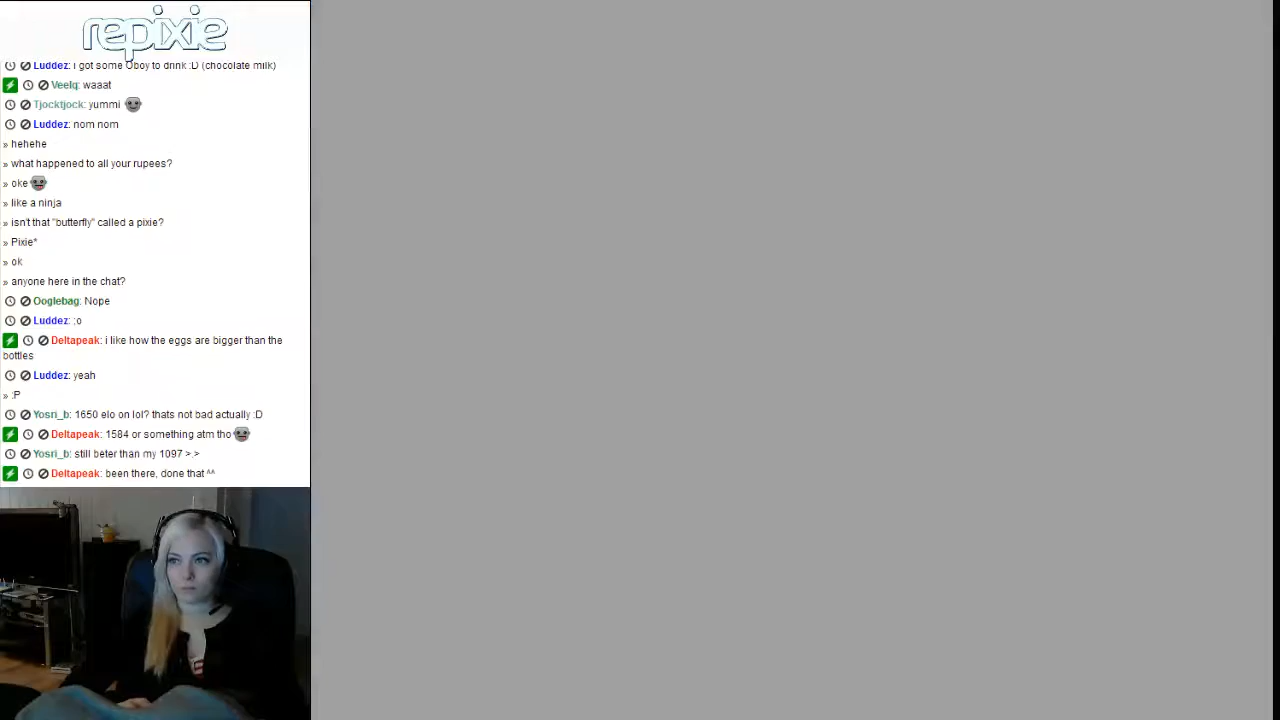 repixie
Luddez: i got some Oboy to drink :D (chocolate milk)
Veelq: waaat
Tjocktjock: yummi
Luddez: nom nom
» hehehe
» what happened to all your rupees?
» oke
» like a ninja
» isn't that "butterfly" called a pixie?
» Pixie*
» ok
» anyone here in the chat?
Ooglebag: Nope
Luddez: ;o
Deltapeak: i like how the eggs are bigger than the
bottles
Luddez: yeah
» :P
Yosri_b: 1650 elo on lol? thats not bad actually :D
Deltapeak: 1584 or something atm tho
Yosri_b: still beter than my 1097 >.>
Deltapeak: been there, done that ^^